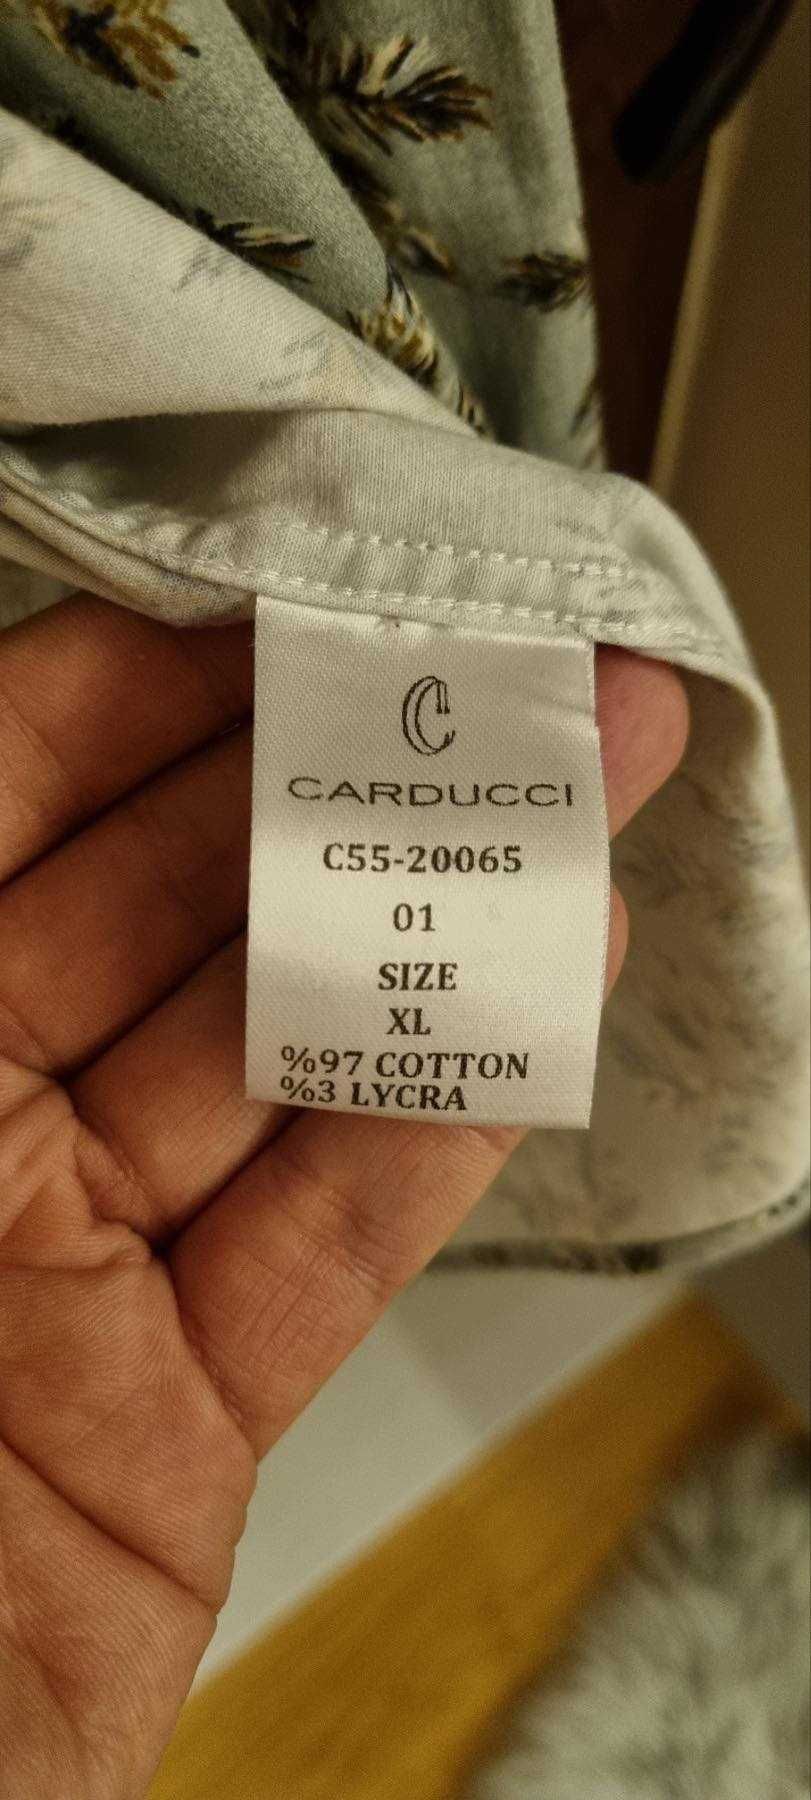 C
CARDUCCI
C55-20065
01
SIZE
XL
%97 COTTON
%3 LYCRA